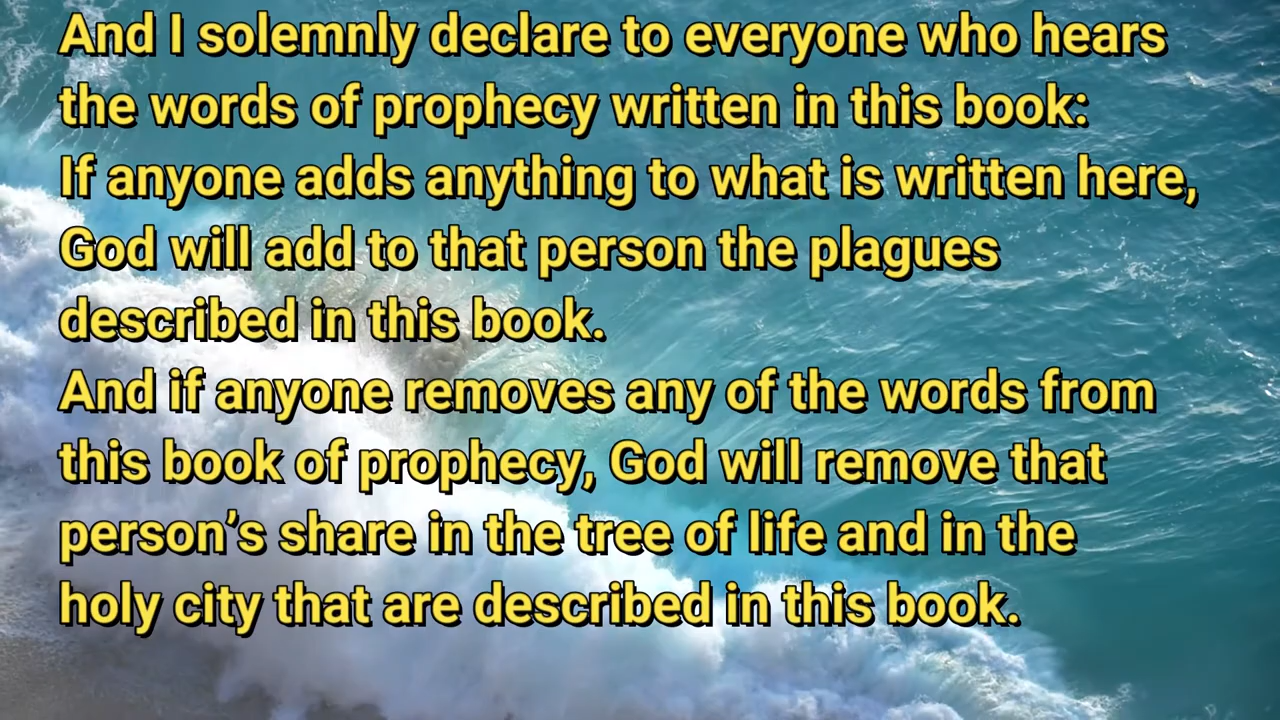 And I solemnly declare to everyone who hears
the words of prophecy written in this book:
If anyone adds anything to what is written here,
God will add to that person the plagues
described in this book.
And if anyone removes any of the words from
this book of prophecy, God will remove that
person’s share in the tree of life and in the
holy city that are described in this book.